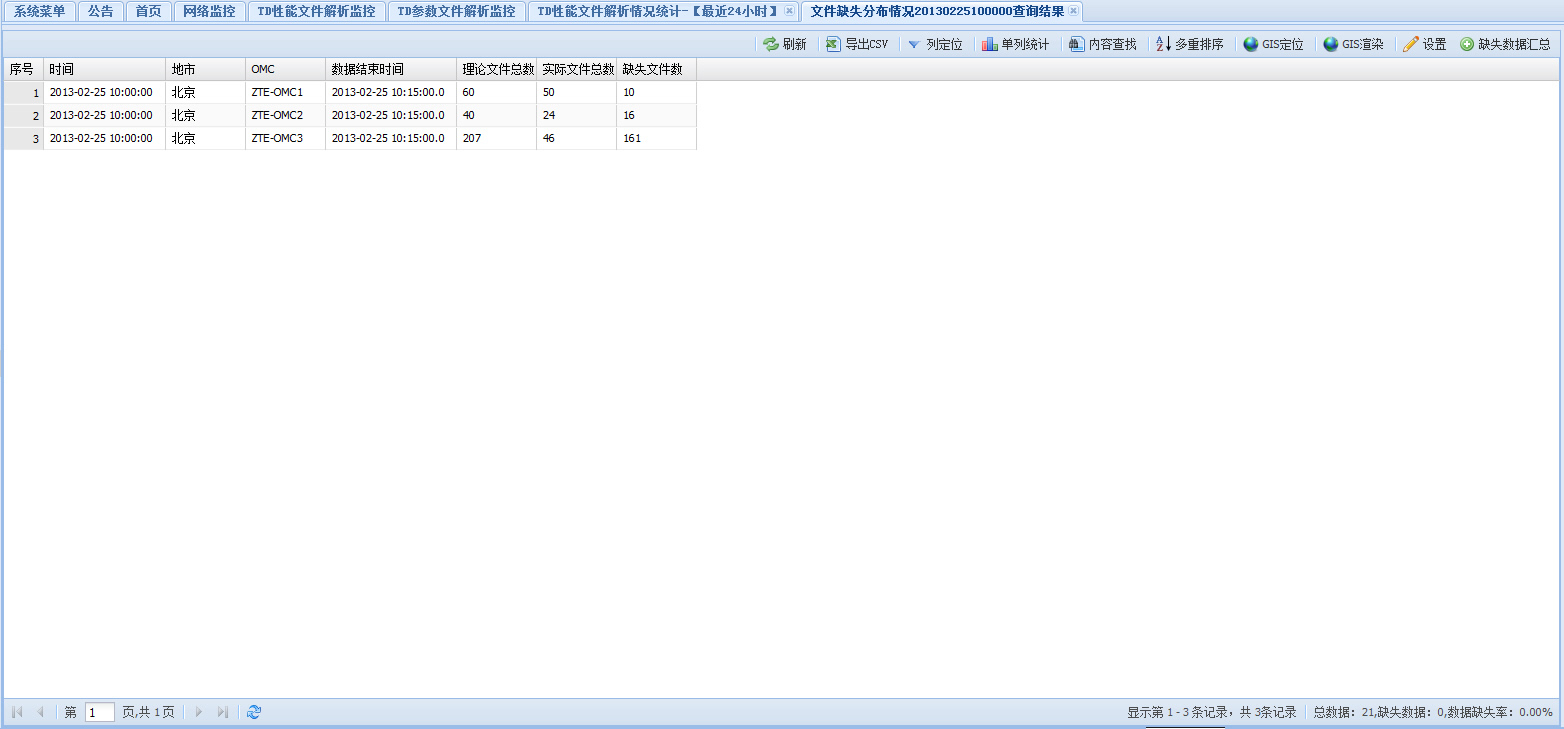 系统菜单 公告 首页 网络监控 TD性能文件解析监控 TD参数文件解析监控 TD性能文件解析情况统计-【最近24小时】 文件缺失分布情况20130225100000查询结果
刷新 导出CSV 列定位 单列统计 内容查找 多重排序 GIS定位 GIS渲染 设置 缺失数据汇总
序号 时间 地市 OMC 数据结束时间 理论文件总数 实际文件总数 缺失文件数
1 2013-02-25 10:00:00 北京 ZTE-OMC1 2013-02-25 10:15:00.0 60 50 10
2 2013-02-25 10:00:00 北京 ZTE-OMC2 2013-02-25 10:15:00.0 40 24 16
3 2013-02-25 10:00:00 北京 ZTE-OMC3 2013-02-25 10:15:00.0 207 46 161
第 1 页,共 1 页 显示第 1 - 3 条记录，共 3条记录 总数据：21,缺失数据：0,数据缺失率：0.00%